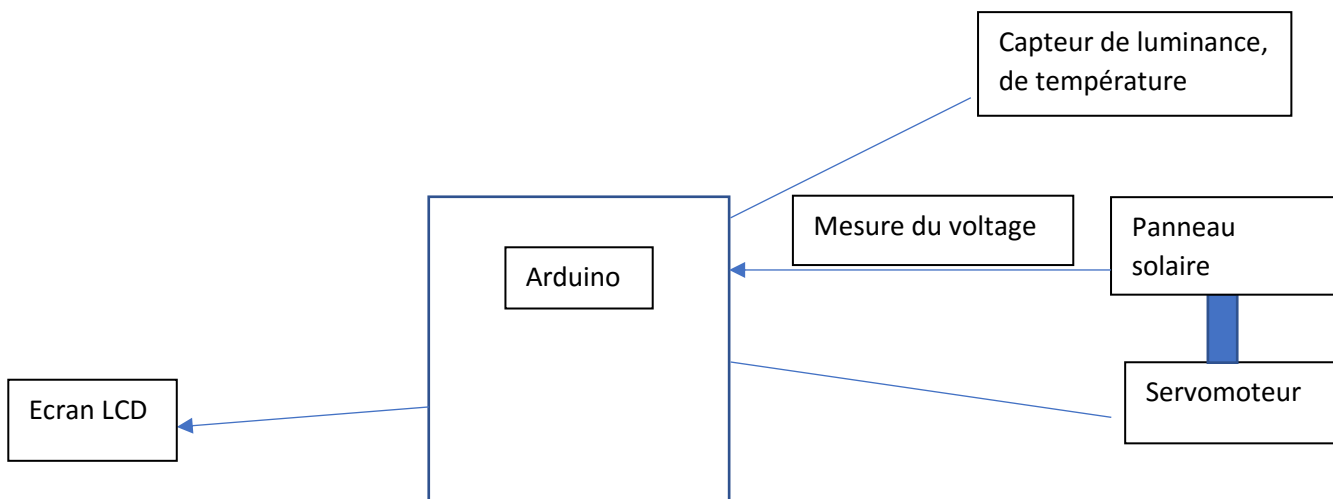 Capteur de luminance,
de température
Mesure du voltage
Panneau
solaire
Arduino
Ecran LCD
Servomoteur